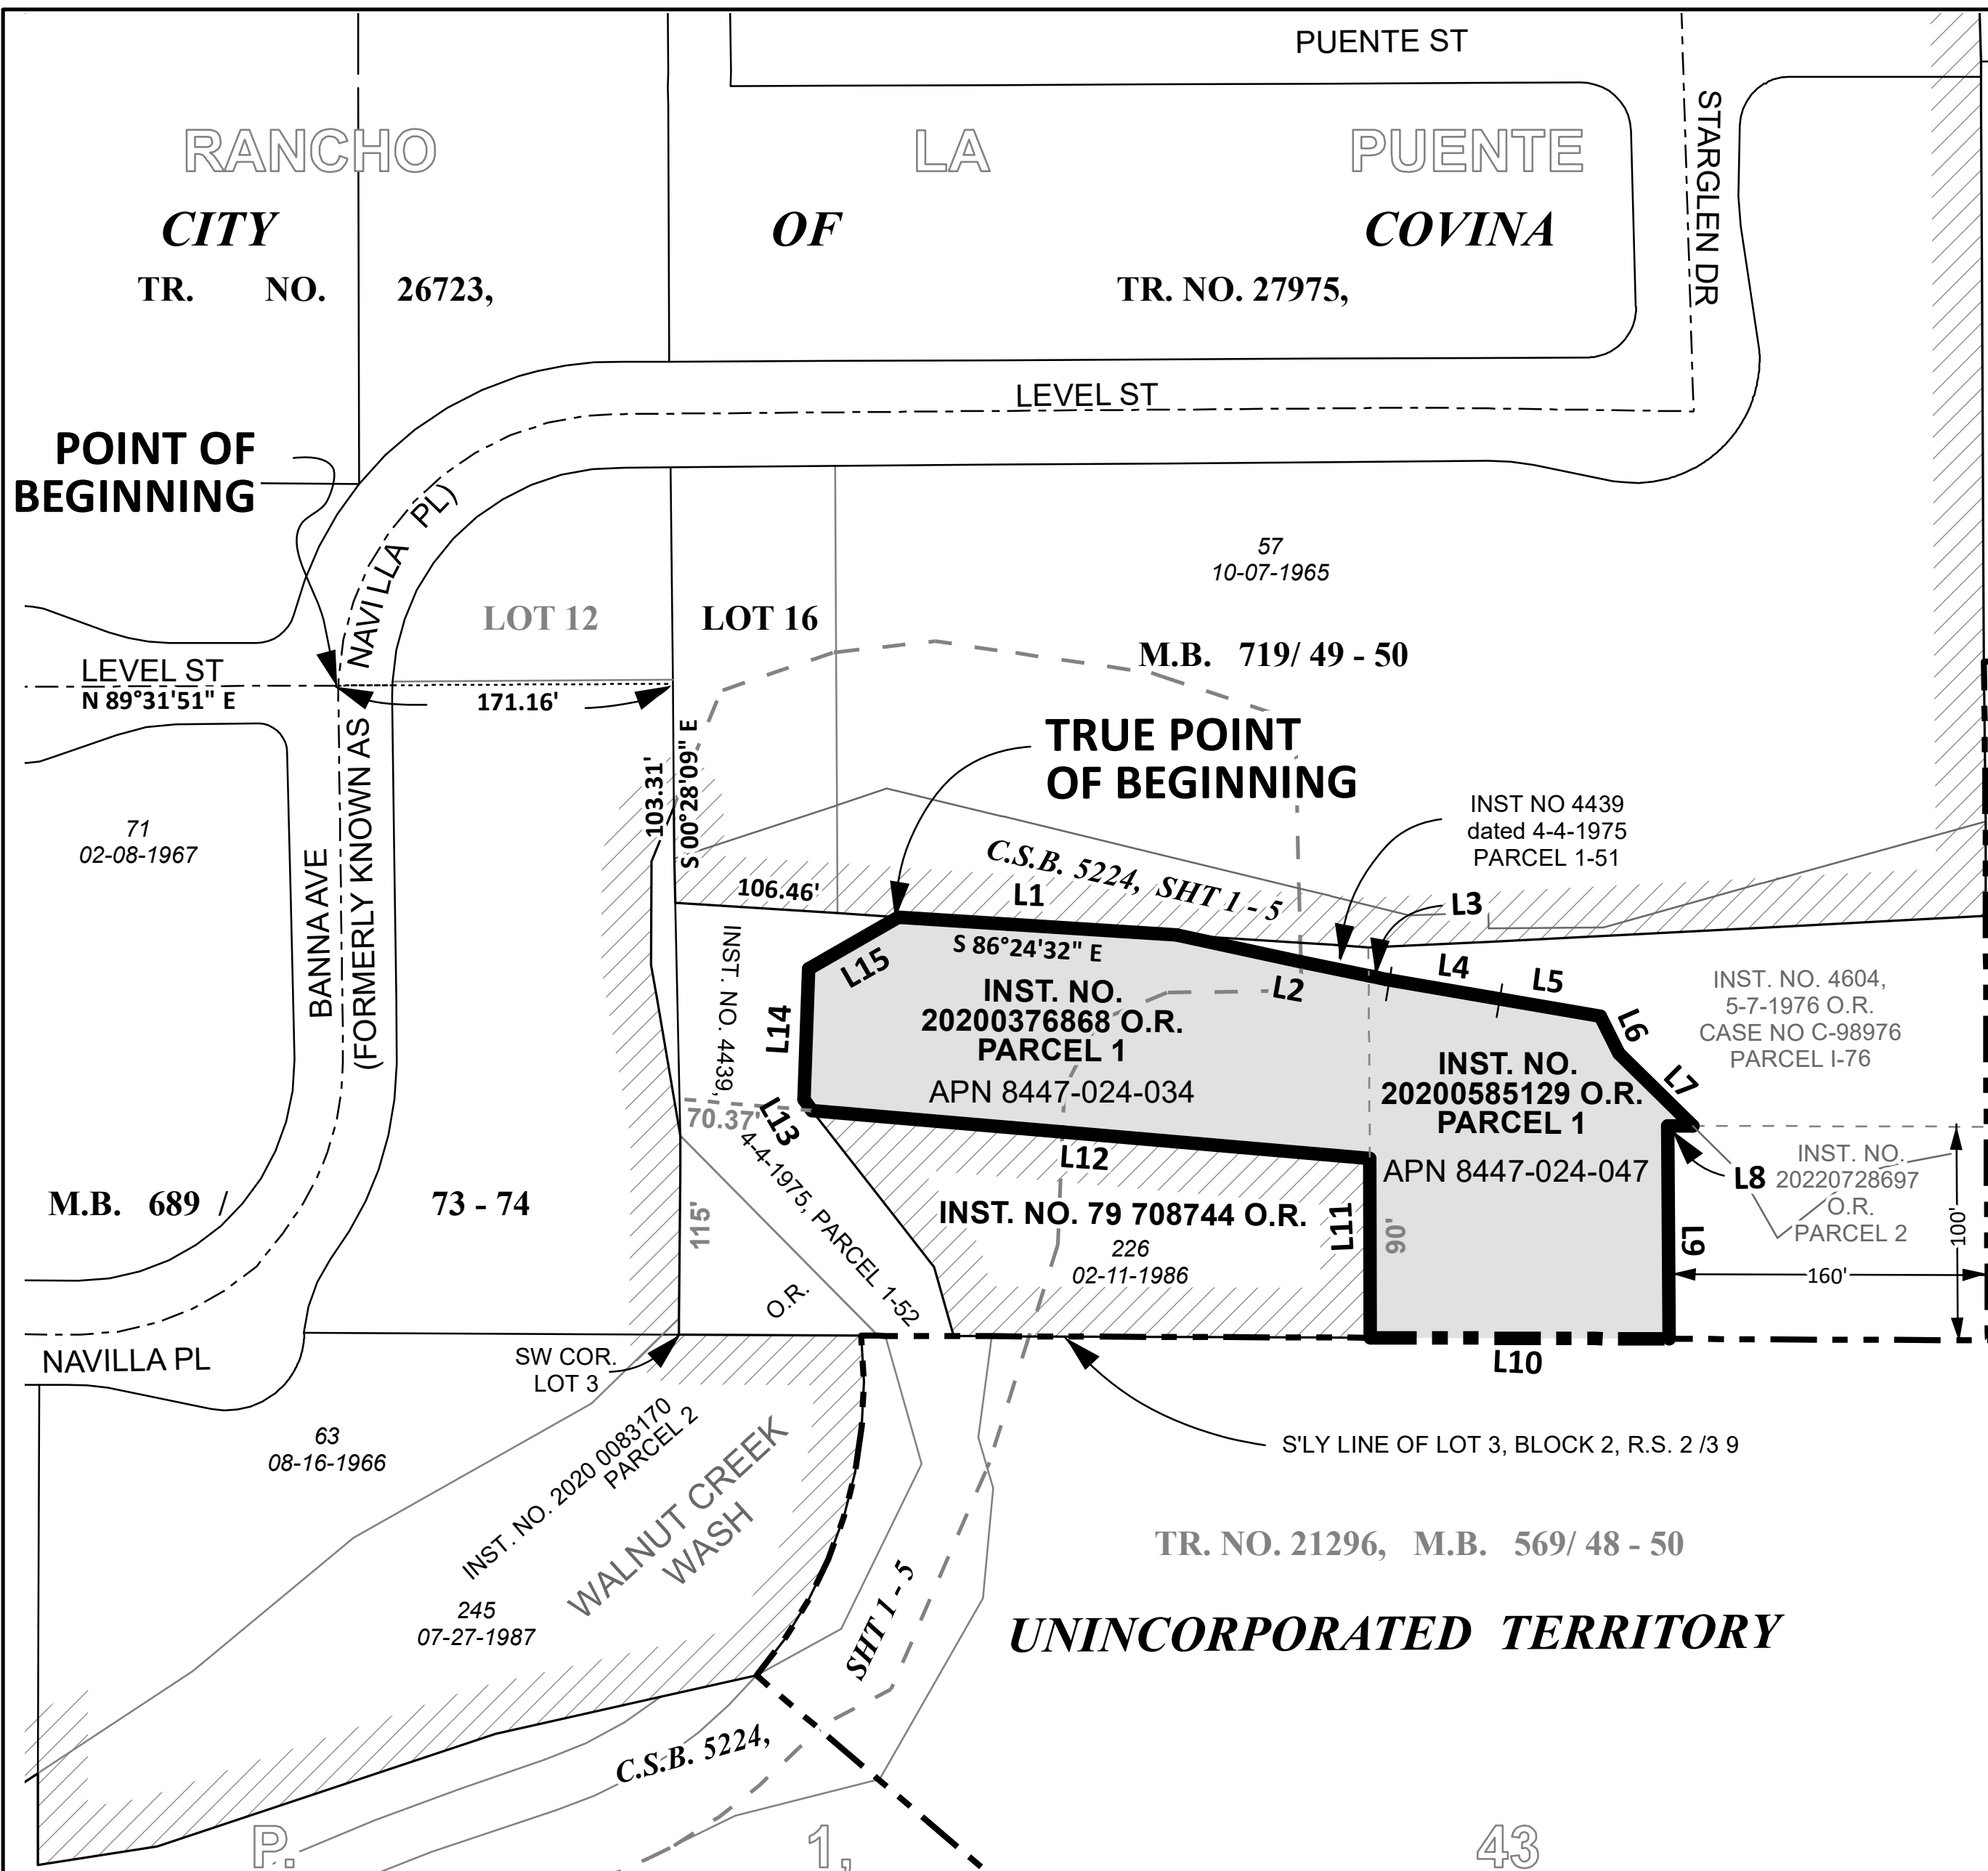 PUENTE ST
STARGLEN DR
RANCHO LA PUENTE
CITY OF COVINA
TR. NO. 26723,
TR. NO. 27975,
LEVEL ST
POINT OF
BEGINNING
NAVILLA PL)
57
10-07-1965
LOT 12
LOT 16
M.B. 719/ 49 - 50
LEVEL ST
N 89°31'51" E
171.16'
TRUE POINT
OF BEGINNING
103.31'
S 00°28'09" E
INST NO 4439
dated 4-4-1975
PARCEL 1-51
71
02-08-1967
BANNA AVE
(FORMERLY KNOWN AS
C.S.B. 5224, SHT 1 - 5
106.46'
L1
L3
S 86°24'32" E
L15
L2
L4
L5
L6
L7
INST. NO. 4604,
5-7-1976 O.R.
CASE NO C-98976
PARCEL I-76
INST. NO.
20200376868 O.R.
PARCEL 1
APN 8447-024-034
L14
INST. NO. 4439,
70.37'
L13
4-4-1975, PARCEL 1-52
O.R.
115'
INST. NO.
20200585129 O.R.
PARCEL 1
APN 8447-024-047
L12
L8
INST. NO.
20220728697
O.R.
PARCEL 2
M.B. 689 / 73 - 74
INST. NO. 79 708744 O.R.
226
02-11-1986
L11
90'
L9
100'
160'
NAVILLA PL
SW COR.
LOT 3
L10
S'LY LINE OF LOT 3, BLOCK 2, R.S. 2 /3 9
63
08-16-1966
INST. NO. 2020 0083170
PARCEL 2
WALNUT CREEK
WASH
245
07-27-1987
TR. NO. 21296, M.B. 569/ 48 - 50
UNINCORPORATED TERRITORY
SHT 1 - 5
C.S.B. 5224,
P. 1, 43